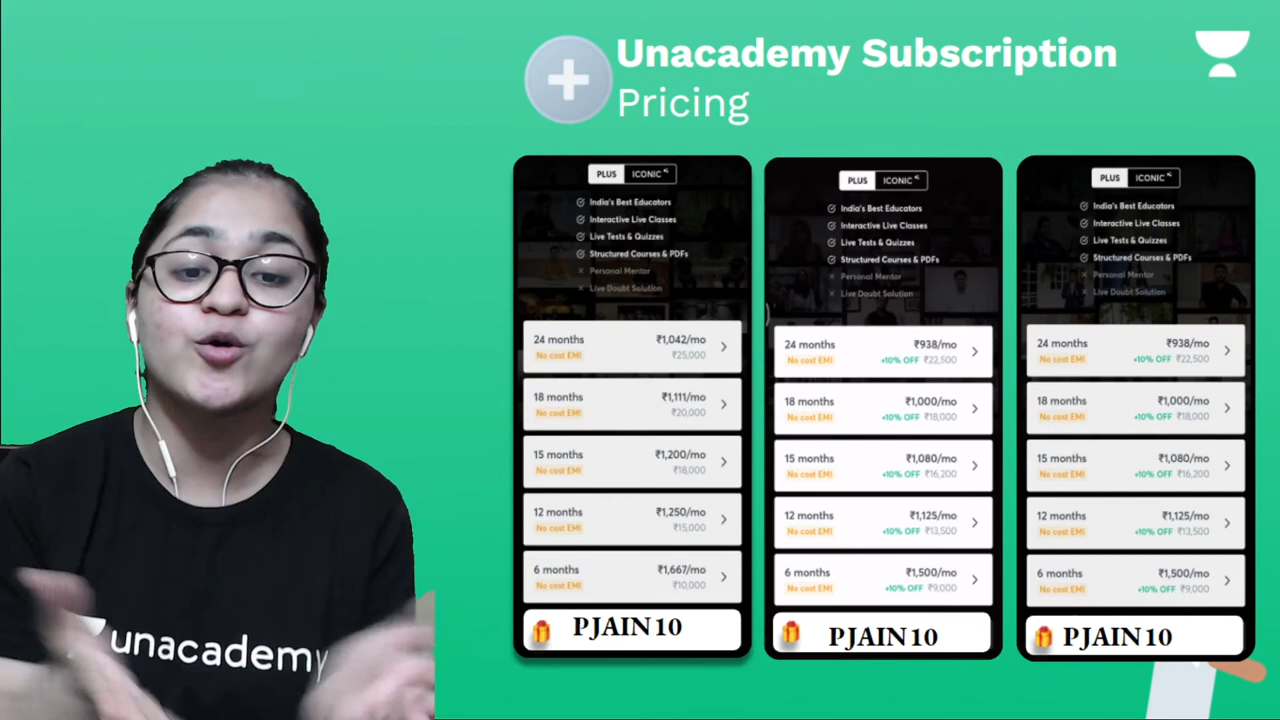 Unacademy Subscription
Pricing
PLUS ICONIC
India's Best Educators
Interactive Live Classes
Live Tests & Quizzes
Structured Courses & PDFs
Personal Mentor
Live Doubt Solution
24 months ₹1,042/mo
No cost EMI ₹25,000
18 months ₹1,111/mo
No cost EMI ₹20,000
15 months ₹1,200/mo
No cost EMI ₹18,000
12 months ₹1,250/mo
No cost EMI ₹15,000
6 months ₹1,667/mo
No cost EMI ₹10,000
PJAIN10
PLUS ICONIC
India's Best Educators
Interactive Live Classes
Live Tests & Quizzes
Structured Courses & PDFs
Personal Mentor
Live Doubt Solution
24 months ₹938/mo
No cost EMI +10% OFF ₹22,500
18 months ₹1,000/mo
No cost EMI +10% OFF ₹18,000
15 months ₹1,080/mo
No cost EMI +10% OFF ₹16,200
12 months ₹1,125/mo
No cost EMI +10% OFF ₹13,500
6 months ₹1,500/mo
No cost EMI +10% OFF ₹9,000
PJAIN10
PLUS ICONIC
India's Best Educators
Interactive Live Classes
Live Tests & Quizzes
Structured Courses & PDFs
Personal Mentor
Live Doubt Solution
24 months ₹938/mo
No cost EMI +10% OFF ₹22,500
18 months ₹1,000/mo
No cost EMI +10% OFF ₹18,000
15 months ₹1,080/mo
No cost EMI +10% OFF ₹16,200
12 months ₹1,125/mo
No cost EMI +10% OFF ₹13,500
6 months ₹1,500/mo
No cost EMI +10% OFF ₹9,000
PJAIN10
unacademy